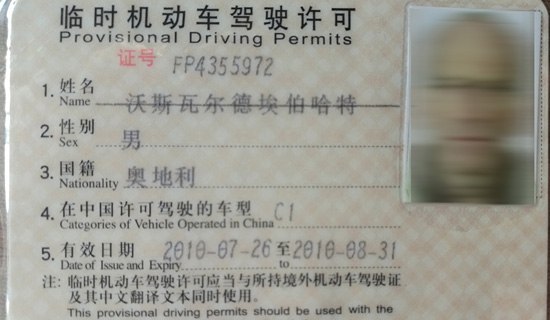 临时机动车驾驶许可
Provisional Driving Permits
证号 FP4355972
1. 姓名 沃斯瓦尔德埃伯哈特
Name
2. 性别 男
Sex
3. 国籍 奥地利
Nationality
4. 在中国许可驾驶的车型 C1
Categories of Vehicle Operated in China
5. 有效日期 2010-07-26 至 2010-08-31
Date of Issue and Expiry to
注: 临时机动车驾驶许可应当与所持境外机动车驾驶证
及其中文翻译文本同时使用。
This provisional driving permits should be used with the